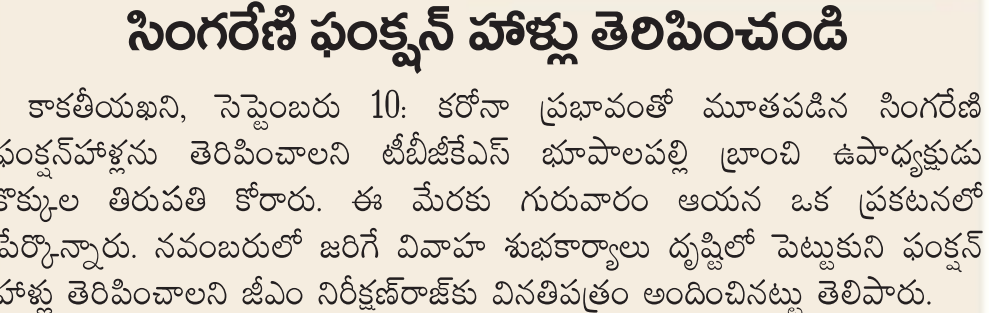 సింగరేణి ఫంక్షన్ హాళ్లు తెరిపించండి
కాకతీయఖని, సెప్టెంబరు 10: కరోనా ప్రభావంతో మూతపడిన సింగరేణి
ఫంక్షన్‌హాళ్లను తెరిపించాలని టీబీజీకేఎస్ భూపాలపల్లి బ్రాంచి ఉపాధ్యక్షుడు
కొక్కుల తిరుపతి కోరారు. ఈ మేరకు గురువారం ఆయన ఒక ప్రకటనలో
పేర్కొన్నారు. నవంబరులో జరిగే వివాహ శుభకార్యాలు దృష్టిలో పెట్టుకుని ఫంక్షన్
హాళ్లు తెరిపించాలని జీఎం నిరీక్షణ్‌రాజ్‌కు వినతిపత్రం అందించినట్టు తెలిపారు.